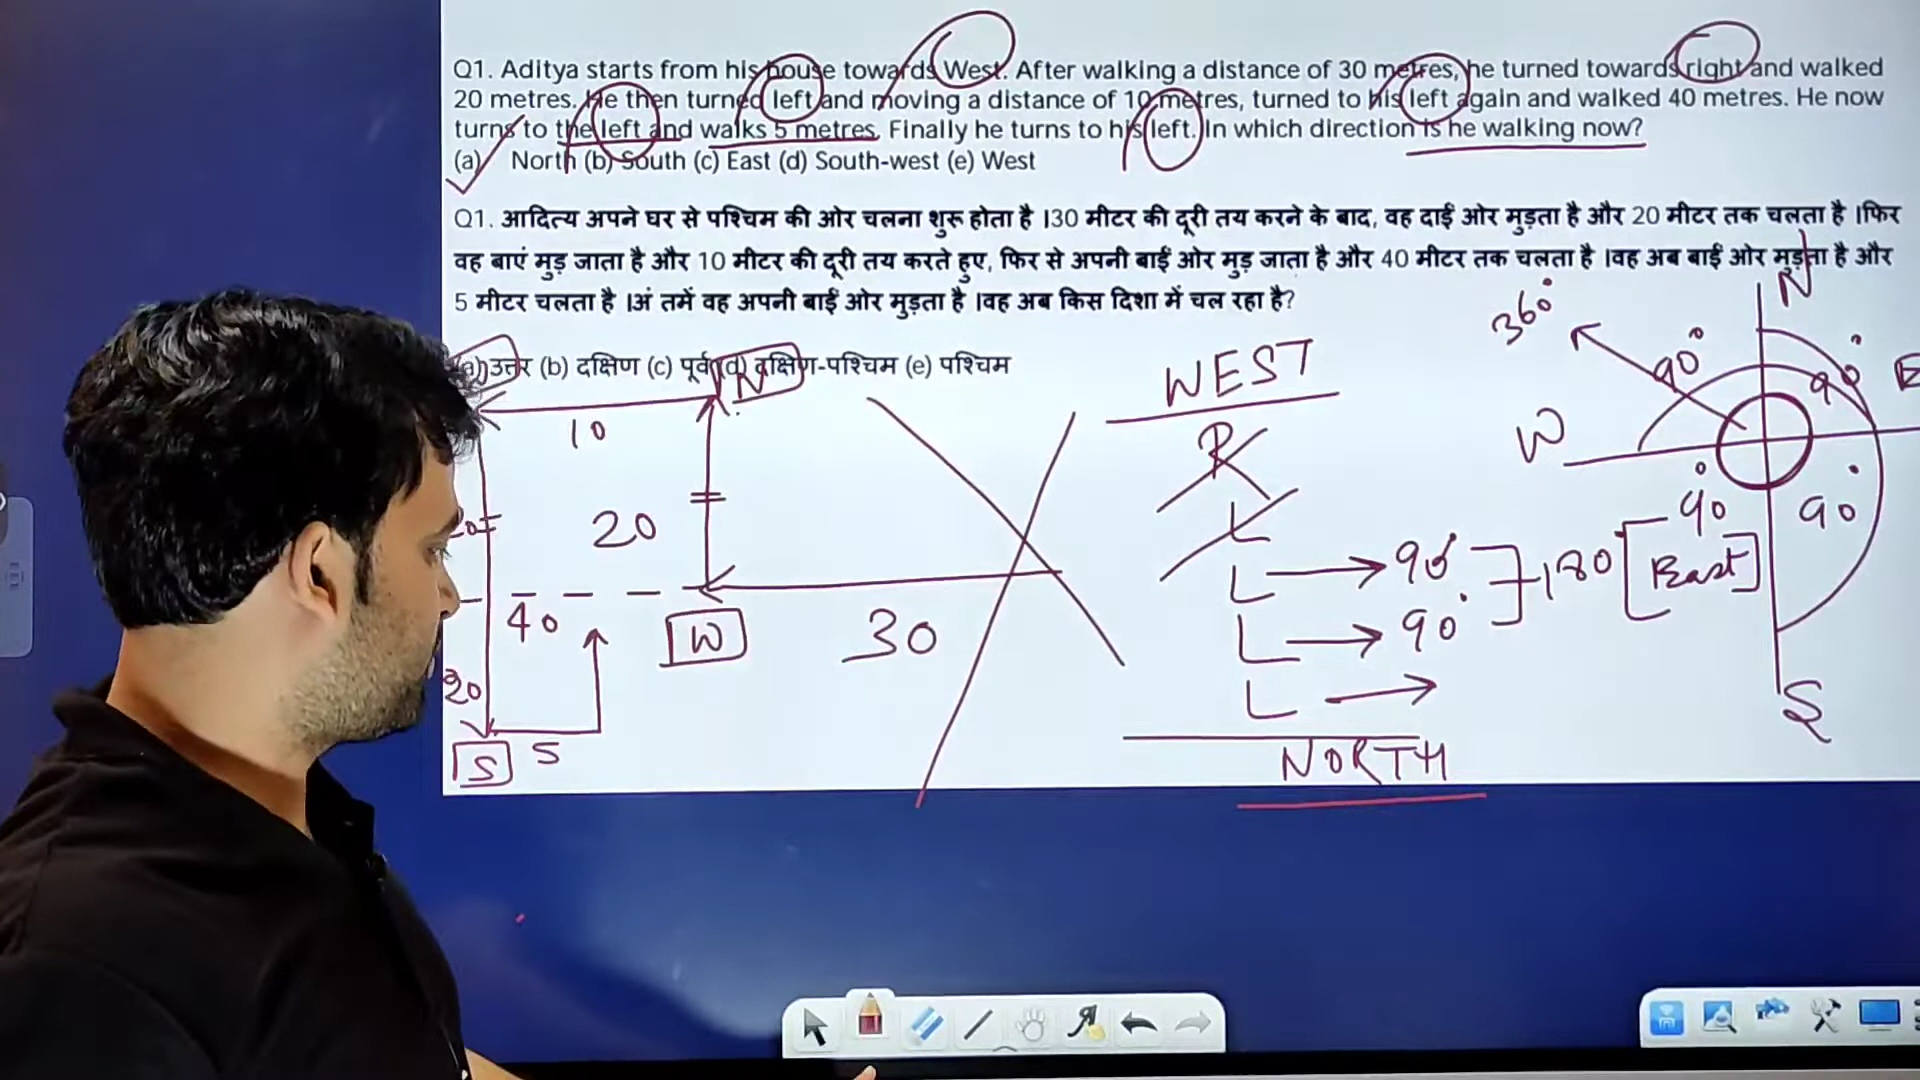 Q1. Aditya starts from his house towards West. After walking a distance of 30 metres, he turned towards right and walked
20 metres. He then turned left and moving a distance of 10 metres, turned to his left again and walked 40 metres. He now
turns to the left and walks 5 metres. Finally he turns to his left. In which direction is he walking now?
(a) North (b) South (c) East (d) South-west (e) West
Q1. आदित्य अपने घर से पश्चिम की ओर चलना शुरू होता है ।30 मीटर की दूरी तय करने के बाद, वह दाईं ओर मुड़ता है और 20 मीटर तक चलता है ।फिर
वह बाएं मुड़ जाता है और 10 मीटर की दूरी तय करते हुए, फिर से अपनी बाईं ओर मुड़ जाता है और 40 मीटर तक चलता है ।वह अब बाईं ओर मुड़ता है और
5 मीटर चलता है ।अं तमें वह अपनी बाईं ओर मुड़ता है ।वह अब किस दिशा में चल रहा है?
(a) उत्तर (b) दक्षिण (c) पूर्व (d) दक्षिण-पश्चिम (e) पश्चिम
N
10
20
40
W
30
20
S
5
WEST
R
L
L → 90°
L → 90°
] 180° [East]
L →
NORTH
360°
N
90°
90°
W
E
90°
90°
S